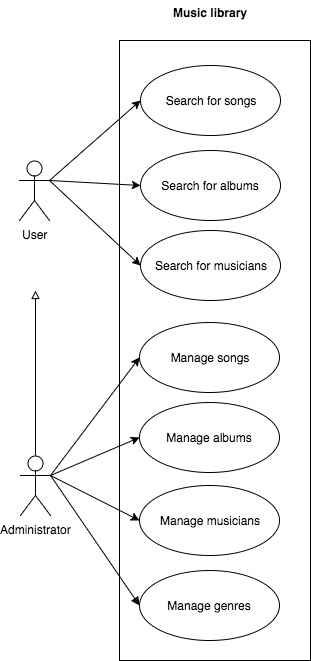 Music library
Search for songs
Search for albums
User
Search for musicians
Manage songs
Manage albums
Administrator
Manage musicians
Manage genres